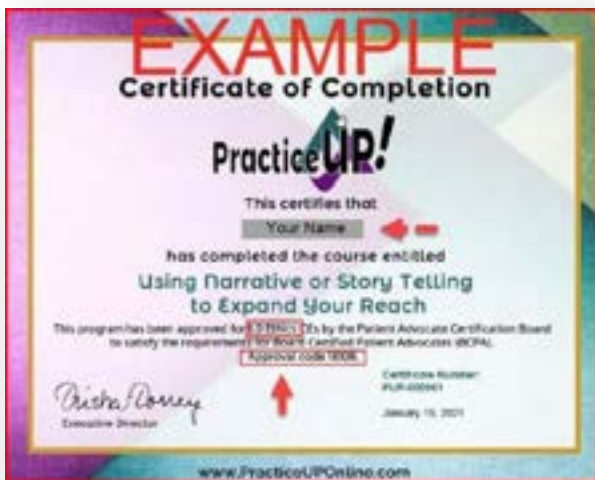 EXAMPLE
Certificate of Completion
PracticeUP!
This certifies that
Your Name
has completed the course entitled
Using Narrative or Story Telling
to Expand Your Reach
This program has been approved for Ethics CEs by the Patient Advocate Certification Board
to satisfy the requirements for Board Certified Patient Advocates (BCPA).
Approval code
Certificate Number:
Executive Director
January 15, 2021
www.PracticeUPOnline.com